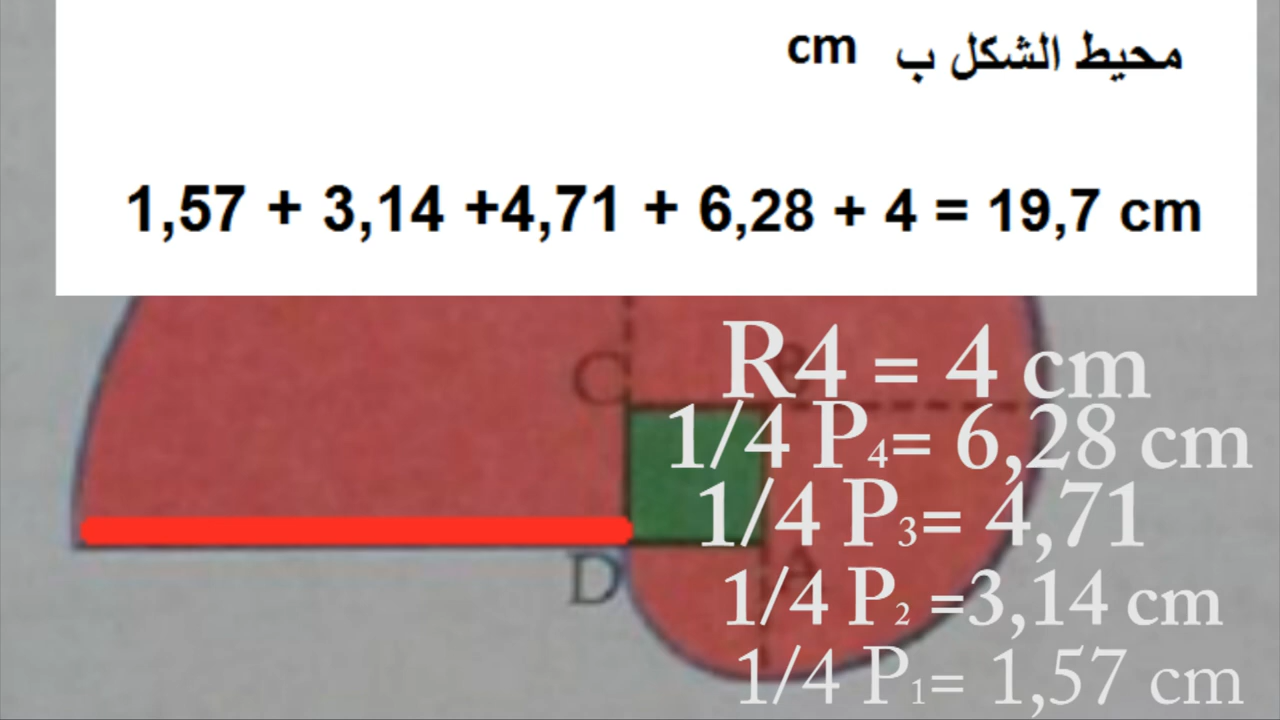 محيط الشكل ب cm
1,57 + 3,14 +4,71 + 6,28 + 4 = 19,7 cm
C
B
R4 = 4 cm
1/4 P₄= 6,28 cm
1/4 P₃= 4,71
D
A
1/4 P₂ =3,14 cm
1/4 P₁= 1,57 cm